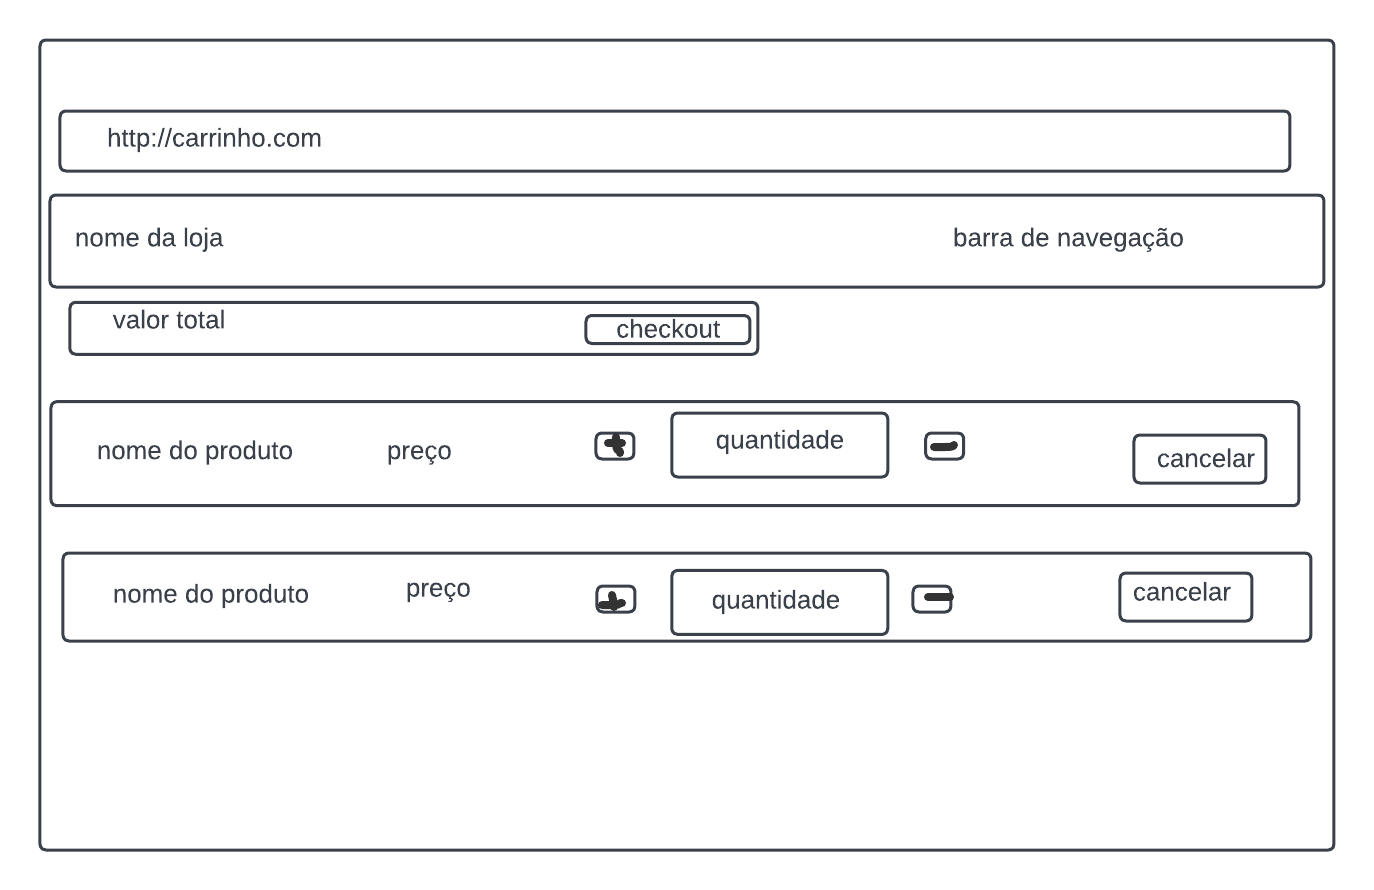 http://carrinho.com
nome da loja barra de navegação
valor total checkout
nome do produto preço + quantidade - cancelar
nome do produto preço + quantidade - cancelar